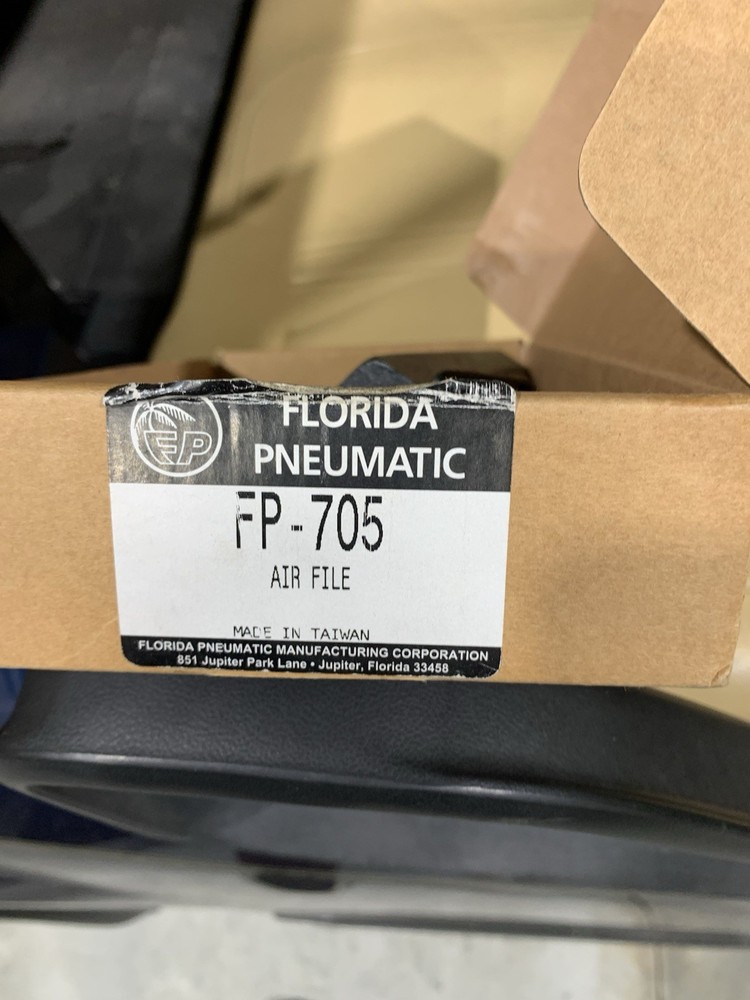 FP
FLORIDA
PNEUMATIC
FP-705
AIR FILE
MADE IN TAIWAN
FLORIDA PNEUMATIC MANUFACTURING CORPORATION
851 Jupiter Park Lane • Jupiter, Florida 33458